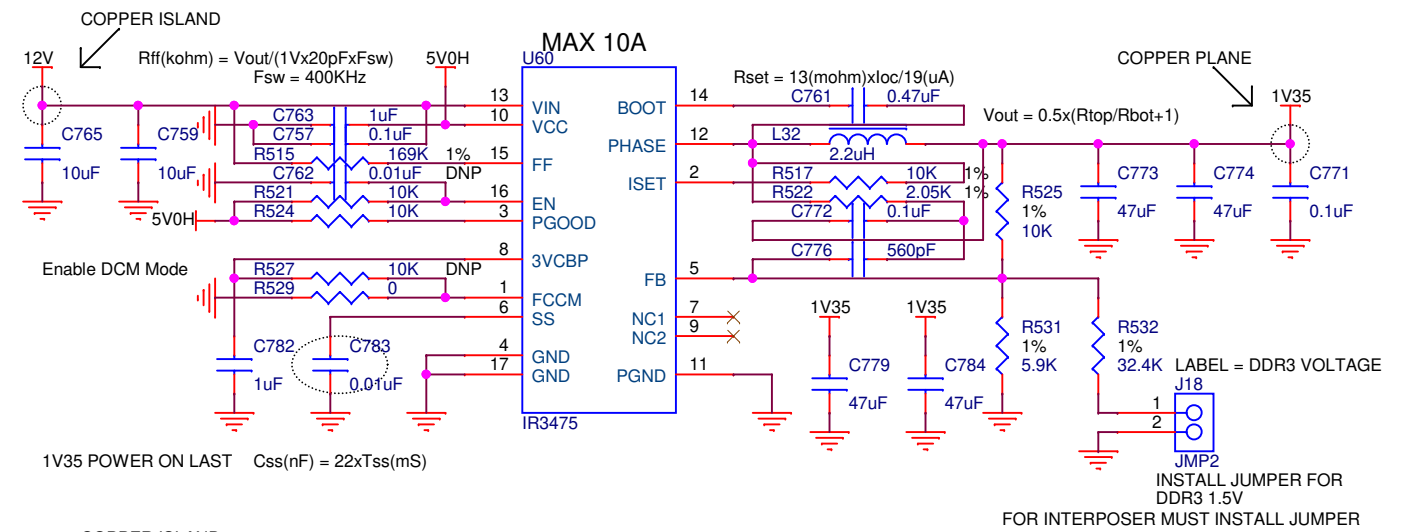 COPPER ISLAND
12V
Rff(kohm) = Vout/(1Vx20pFxFsw)
Fsw = 400KHz
5V0H
MAX 10A
U60
Rset = 13(mohm)xIoc/19(uA)
COPPER PLANE
1V35
Vout = 0.5x(Rtop/Rbot+1)
C765
10uF
C759
10uF
C763 1uF
C757 0.1uF
R515 169K 1%
C762 0.01uF DNP
R521 10K
5V0H R524 10K
13 VIN
10 VCC
15 FF
16 EN
3 PGOOD
8 3VCBP
1 FCCM
6 SS
4 GND
17 GND
BOOT 14
PHASE 12
ISET 2
FB 5
NC1 7
NC2 9
PGND 11
IR3475
C761 0.47uF
L32
2.2uH
R517 10K 1%
R522 2.05K 1%
C772 0.1uF
C776 560pF
R525
1%
10K
C773
47uF
C774
47uF
C771
0.1uF
Enable DCM Mode
R527 10K DNP
R529 0
C782
1uF
C783
0.01uF
1V35
C779
47uF
1V35
C784
47uF
R531
1%
5.9K
R532
1%
32.4K
LABEL = DDR3 VOLTAGE
J18
1
2
JMP2
INSTALL JUMPER FOR
DDR3 1.5V
FOR INTERPOSER MUST INSTALL JUMPER
1V35 POWER ON LAST Css(nF) = 22xTss(mS)
COPPER ISLAND